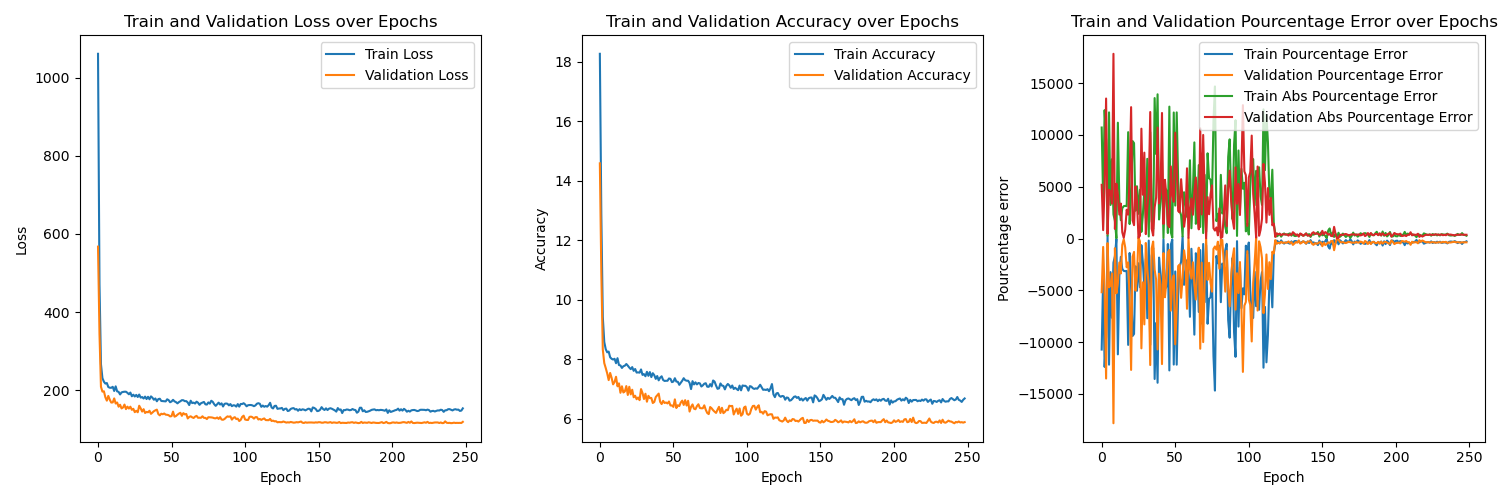 Train and Validation Loss over Epochs
Loss
1000
800
600
400
200
0
50
100
150
200
250
Epoch
Train Loss
Validation Loss
Train and Validation Accuracy over Epochs
Accuracy
18
16
14
12
10
8
6
0
50
100
150
200
250
Epoch
Train Accuracy
Validation Accuracy
Train and Validation Pourcentage Error over Epochs
Pourcentage error
15000
10000
5000
0
−5000
−10000
−15000
0
50
100
150
200
250
Epoch
Train Pourcentage Error
Validation Pourcentage Error
Train Abs Pourcentage Error
Validation Abs Pourcentage Error